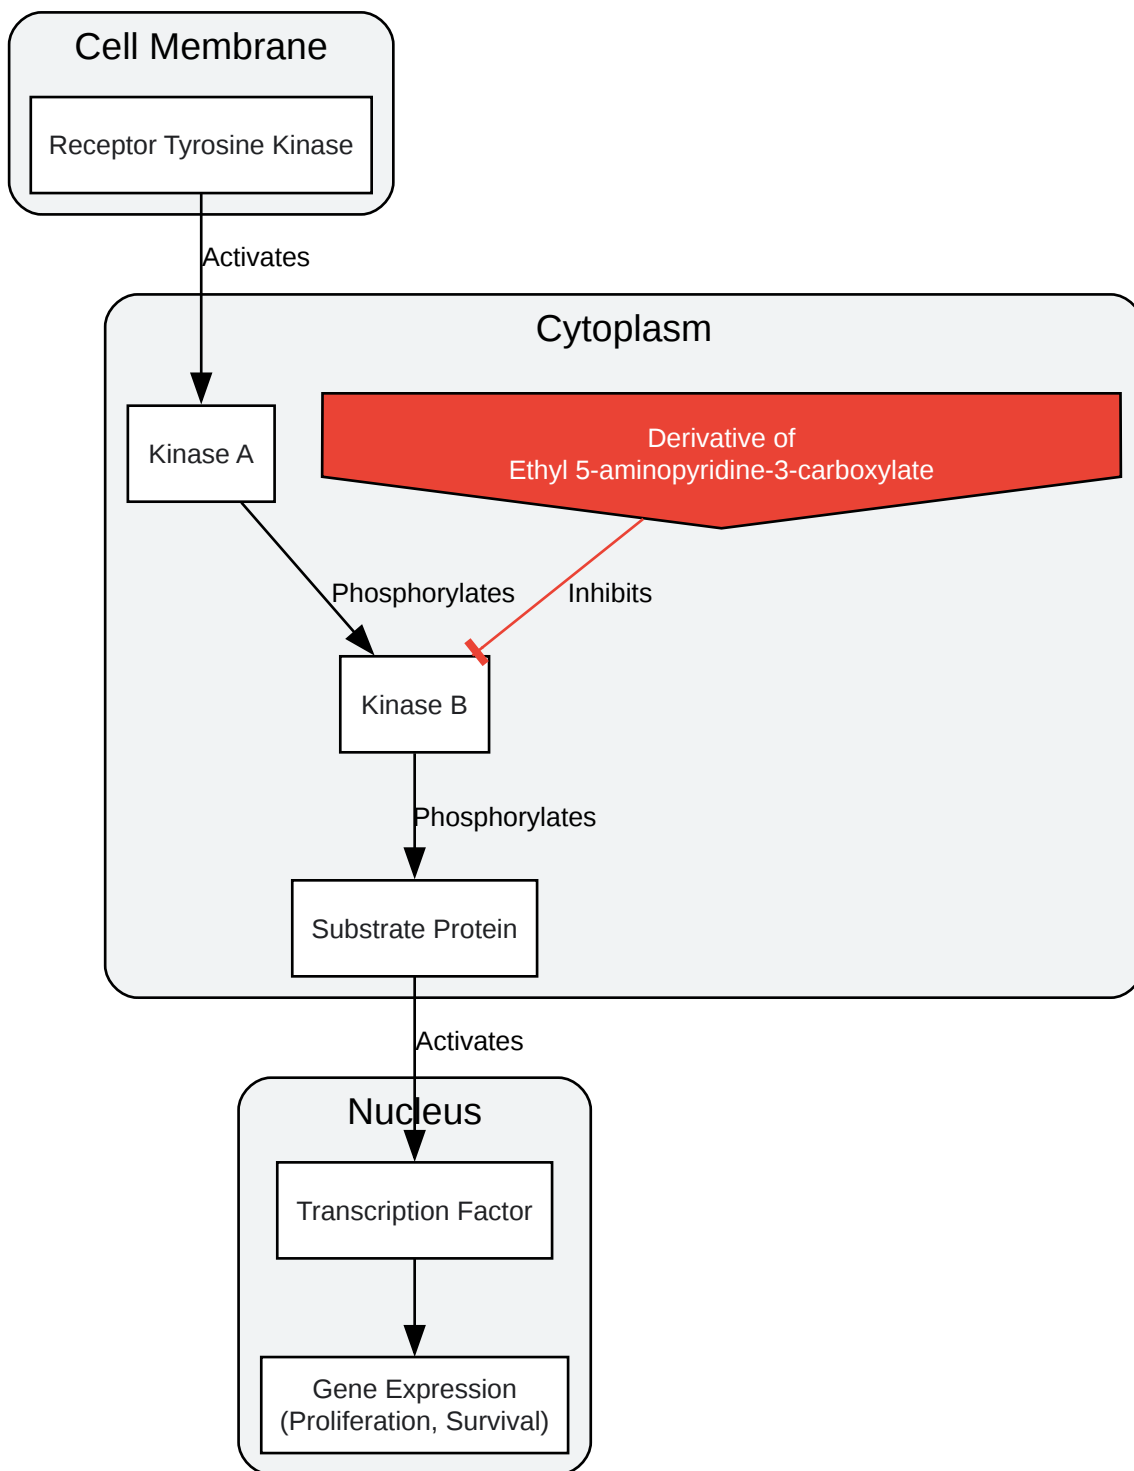 Cell Membrane
Receptor Tyrosine Kinase
Activates
Cytoplasm
Kinase A
Derivative of
Ethyl 5-aminopyridine-3-carboxylate
Phosphorylates
Inhibits
Kinase B
Phosphorylates
Substrate Protein
Activates
Nucleus
Transcription Factor
Gene Expression
(Proliferation, Survival)